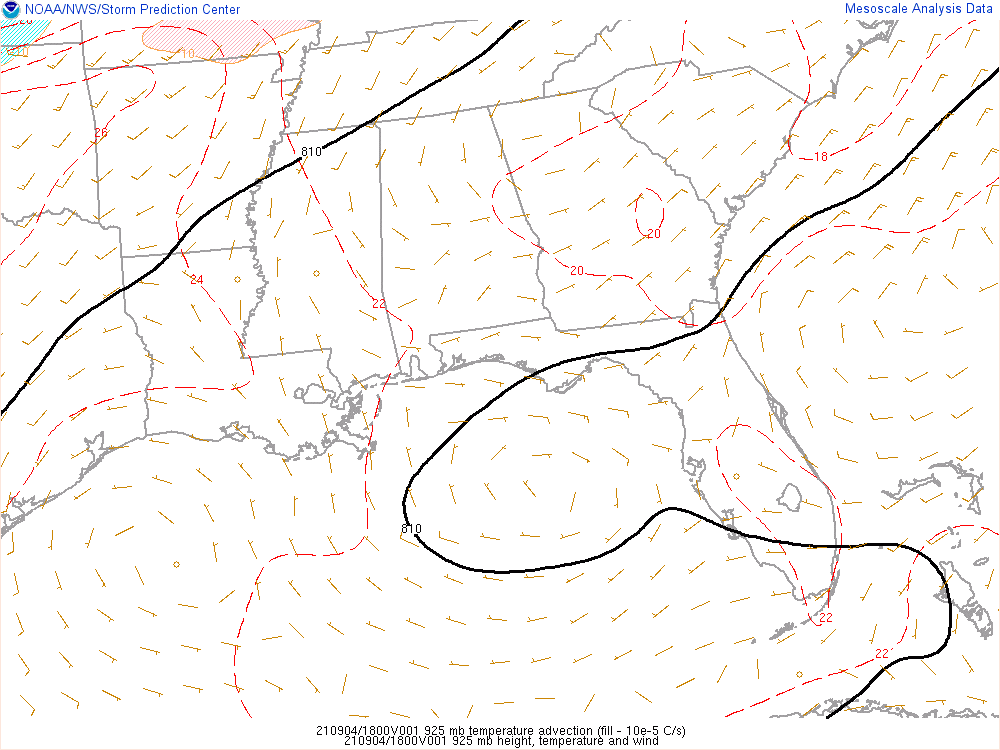 NOAA/NWS/Storm Prediction Center
Mesoscale Analysis Data
10
26
810
18
20
24
20
22
810
22
22
210904/1800V001 925 mb temperature advection (fill - 10e-5 C/s)
210904/1800V001 925 mb height, temperature and wind